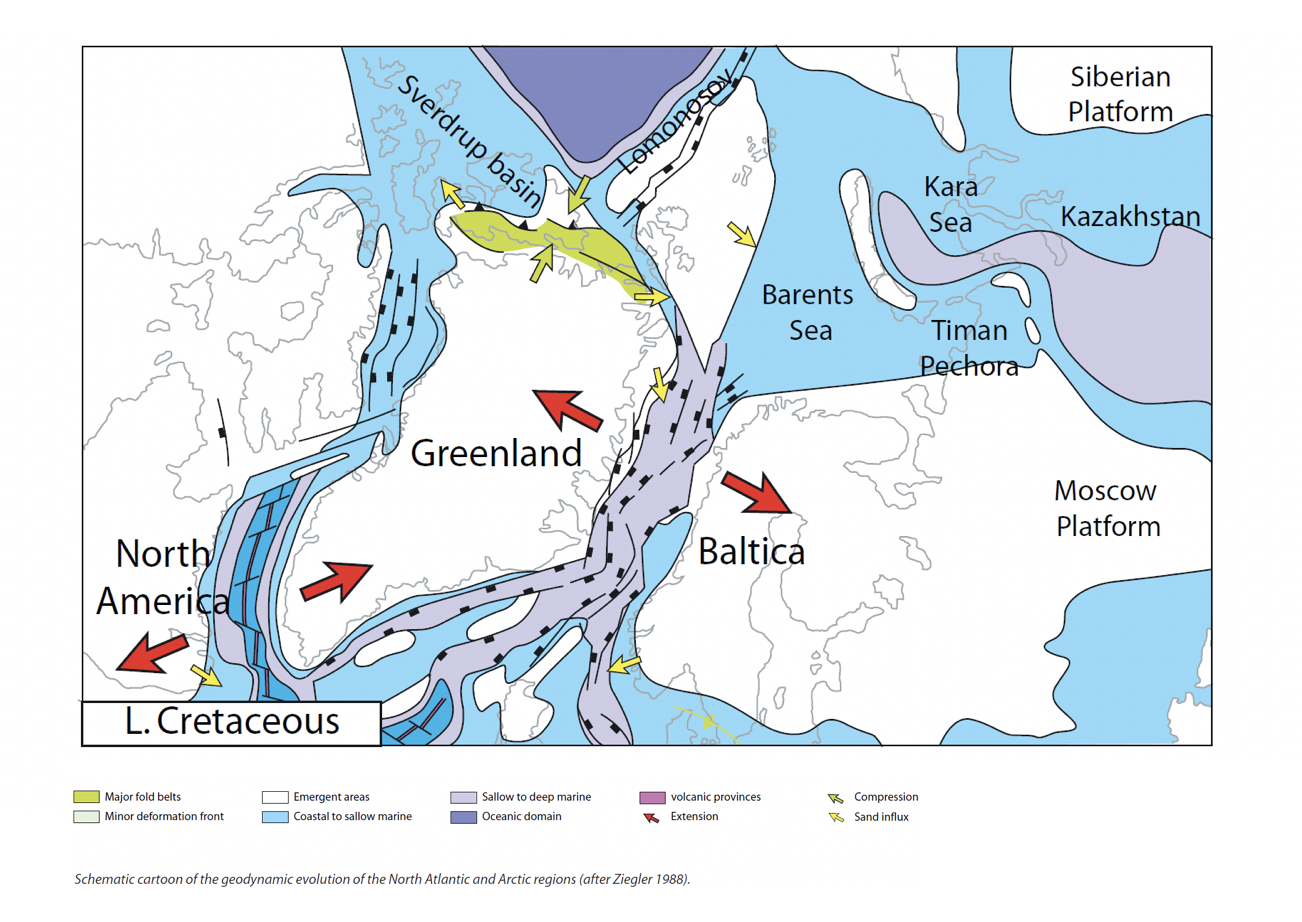 Sverdrup basin
Lomonosov
Siberian
Platform
Kara
Sea
Kazakhstan
Barents
Sea
Timan
Pechora
Greenland
Moscow
Platform
North
America
Baltica
L. Cretaceous
Major fold belts
Emergent areas
Sallow to deep marine
volcanic provinces
Compression
Minor deformation front
Coastal to sallow marine
Oceanic domain
Extension
Sand influx
Schematic cartoon of the geodynamic evolution of the North Atlantic and Arctic regions (after Ziegler 1988).